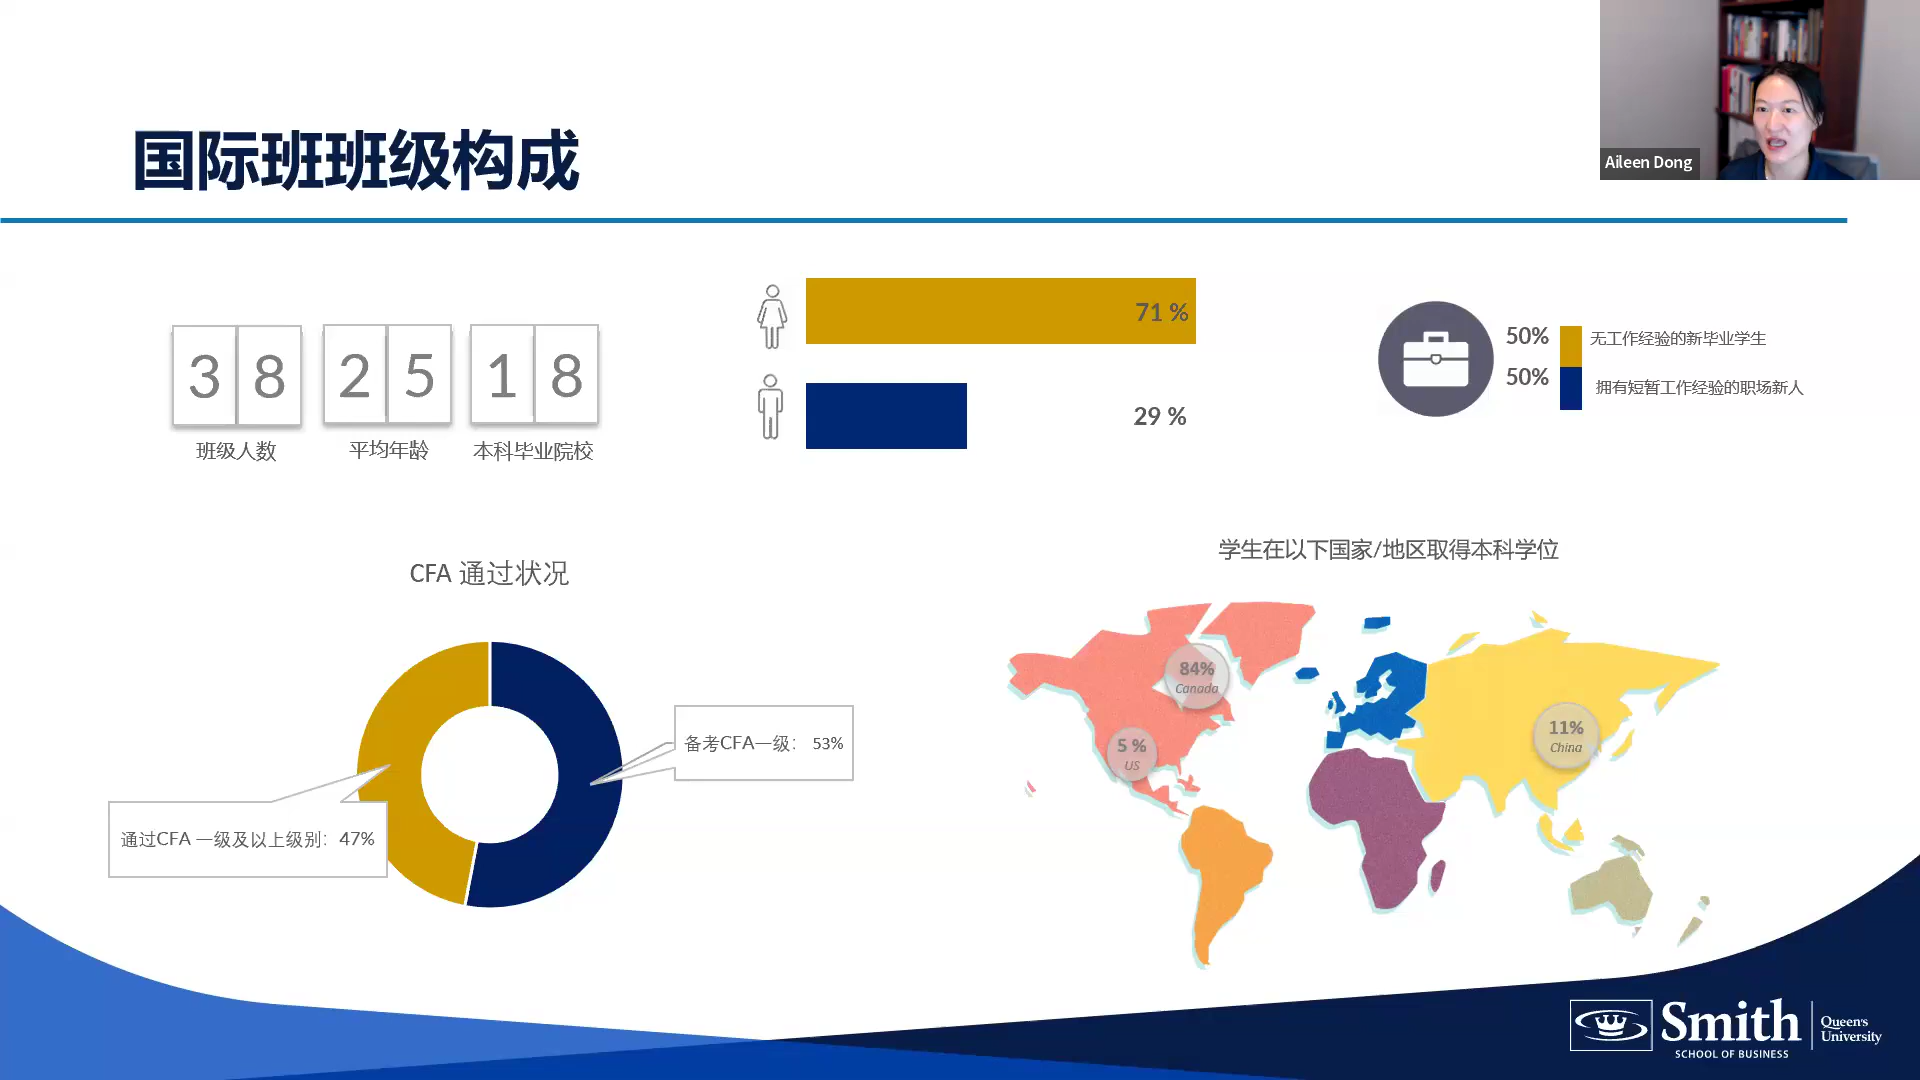 国际班班级构成
Aileen Dong
3 8
班级人数
2 5
平均年龄
1 8
本科毕业院校
71 %
29 %
50%
无工作经验的新毕业学生
50%
拥有短暂工作经验的职场新人
CFA 通过状况
备考CFA一级： 53%
通过CFA 一级及以上级别：47%
学生在以下国家/地区取得本科学位
84%
Canada
5 %
US
11%
China
Smith
SCHOOL OF BUSINESS
Queen's
University